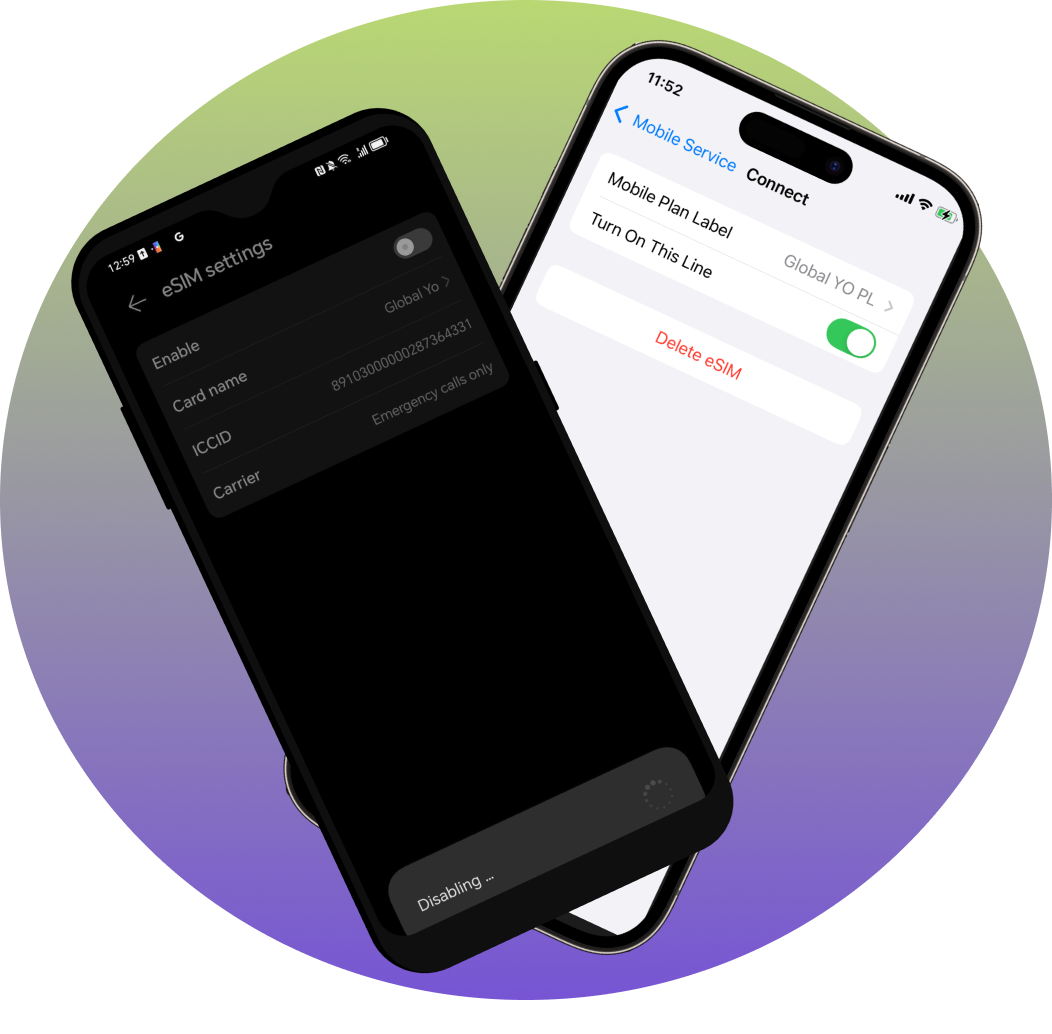 12:59
G
eSIM settings
Enable
Card name Global Yo
ICCID 89103000000287364331
Carrier Emergency calls only
Disabling ...
11:52
Mobile Service Connect
Mobile Plan Label Global YO PL
Turn On This Line
Delete eSIM